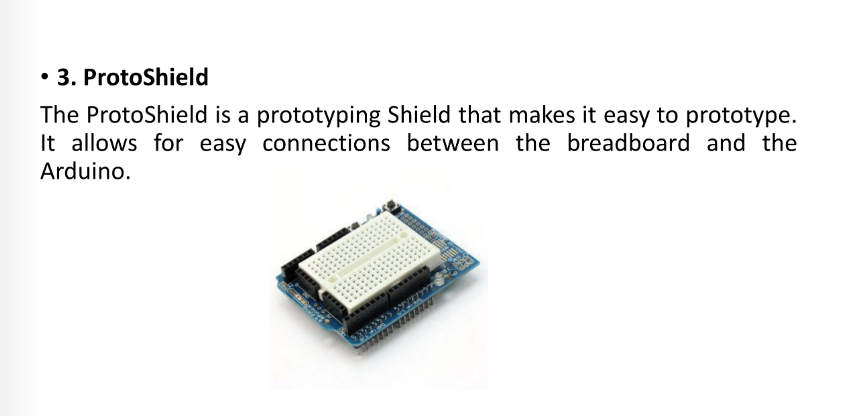 • 3. ProtoShield
The ProtoShield is a prototyping Shield that makes it easy to prototype.
It allows for easy connections between the breadboard and the
Arduino.